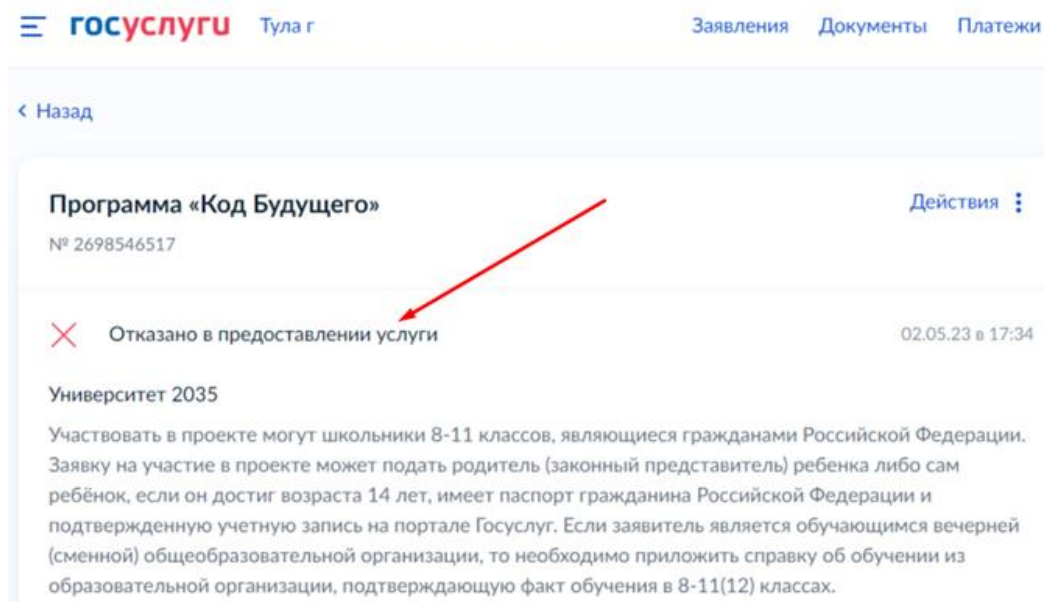 госуслуги Тула г Заявления Документы Платежи
Назад
Программа «Код Будущего» Действия
№ 2698546517
Отказано в предоставлении услуги 02.05.23 в 17:34
Университет 2035
Участвовать в проекте могут школьники 8-11 классов, являющиеся гражданами Российской Федерации.
Заявку на участие в проекте может подать родитель (законный представитель) ребенка либо сам
ребёнок, если он достиг возраста 14 лет, имеет паспорт гражданина Российской Федерации и
подтвержденную учетную запись на портале Госуслуг. Если заявитель является обучающимся вечерней
(сменной) общеобразовательной организации, то необходимо приложить справку об обучении из
образовательной организации, подтверждающую факт обучения в 8-11(12) классах.